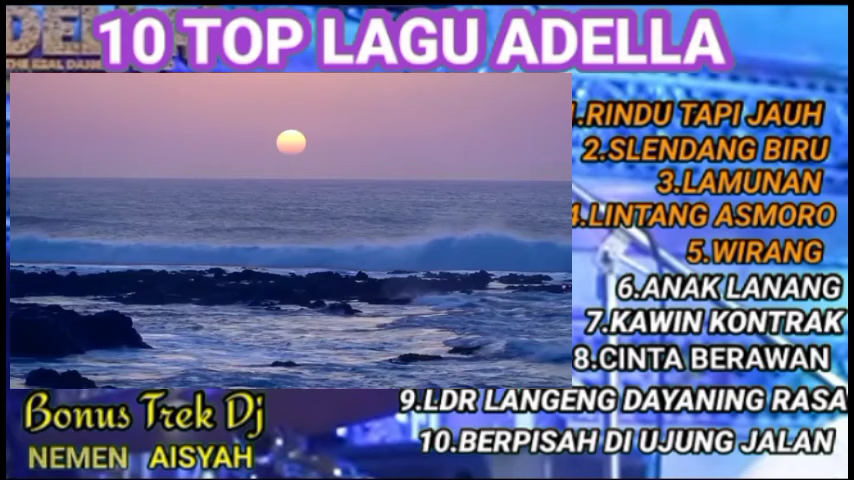 10 TOP LAGU ADELLA
1.RINDU TAPI JAUH
2.SLENDANG BIRU
3.LAMUNAN
4.LINTANG ASMORO
5.WIRANG
6.ANAK LANANG
7.KAWIN KONTRAK
8.CINTA BERAWAN
9.LDR LANGENG DAYANING RASA
10.BERPISAH DI UJUNG JALAN
Bonus Trek Dj
NEMEN AISYAH